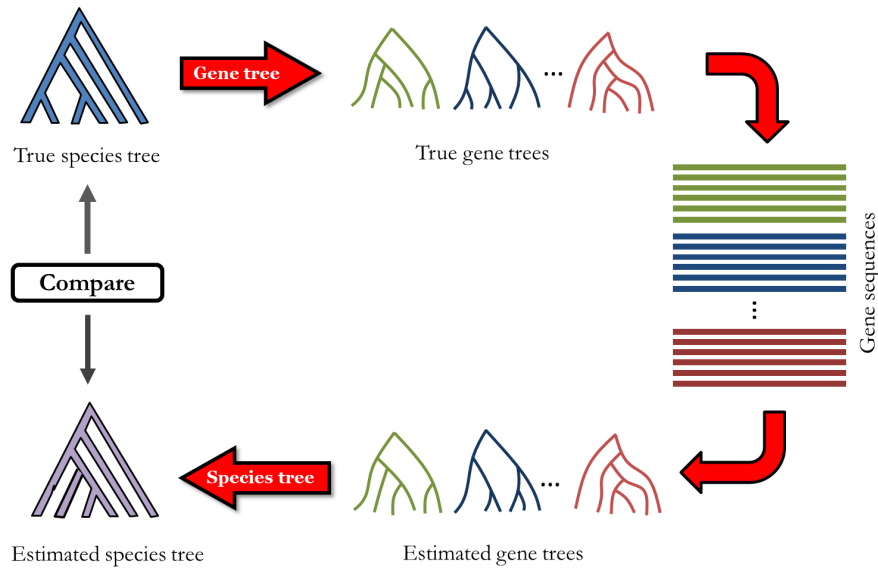 Gene tree
...
True species tree
True gene trees
Gene sequences
...
Compare
Species tree
...
Estimated species tree
Estimated gene trees